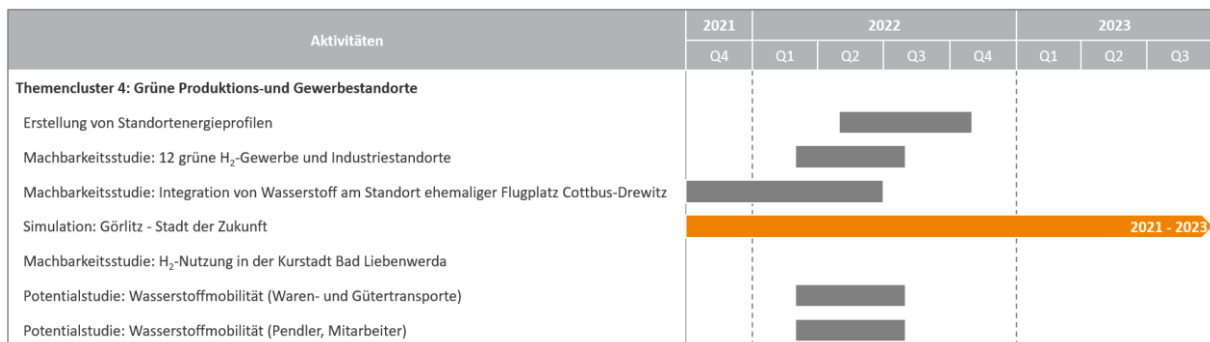 Aktivitäten
2021 2022 2023
Q4 Q1 Q2 Q3 Q4 Q1 Q2 Q3
Themencluster 4: Grüne Produktions-und Gewerbestandorte
Erstellung von Standortenergieprofilen
Machbarkeitsstudie: 12 grüne H₂-Gewerbe und Industriestandorte
Machbarkeitsstudie: Integration von Wasserstoff am Standort ehemaliger Flugplatz Cottbus-Drewitz
Simulation: Görlitz - Stadt der Zukunft
2021 - 2023
Machbarkeitsstudie: H₂-Nutzung in der Kurstadt Bad Liebenwerda
Potentialstudie: Wasserstoffmobilität (Waren- und Gütertransporte)
Potentialstudie: Wasserstoffmobilität (Pendler, Mitarbeiter)